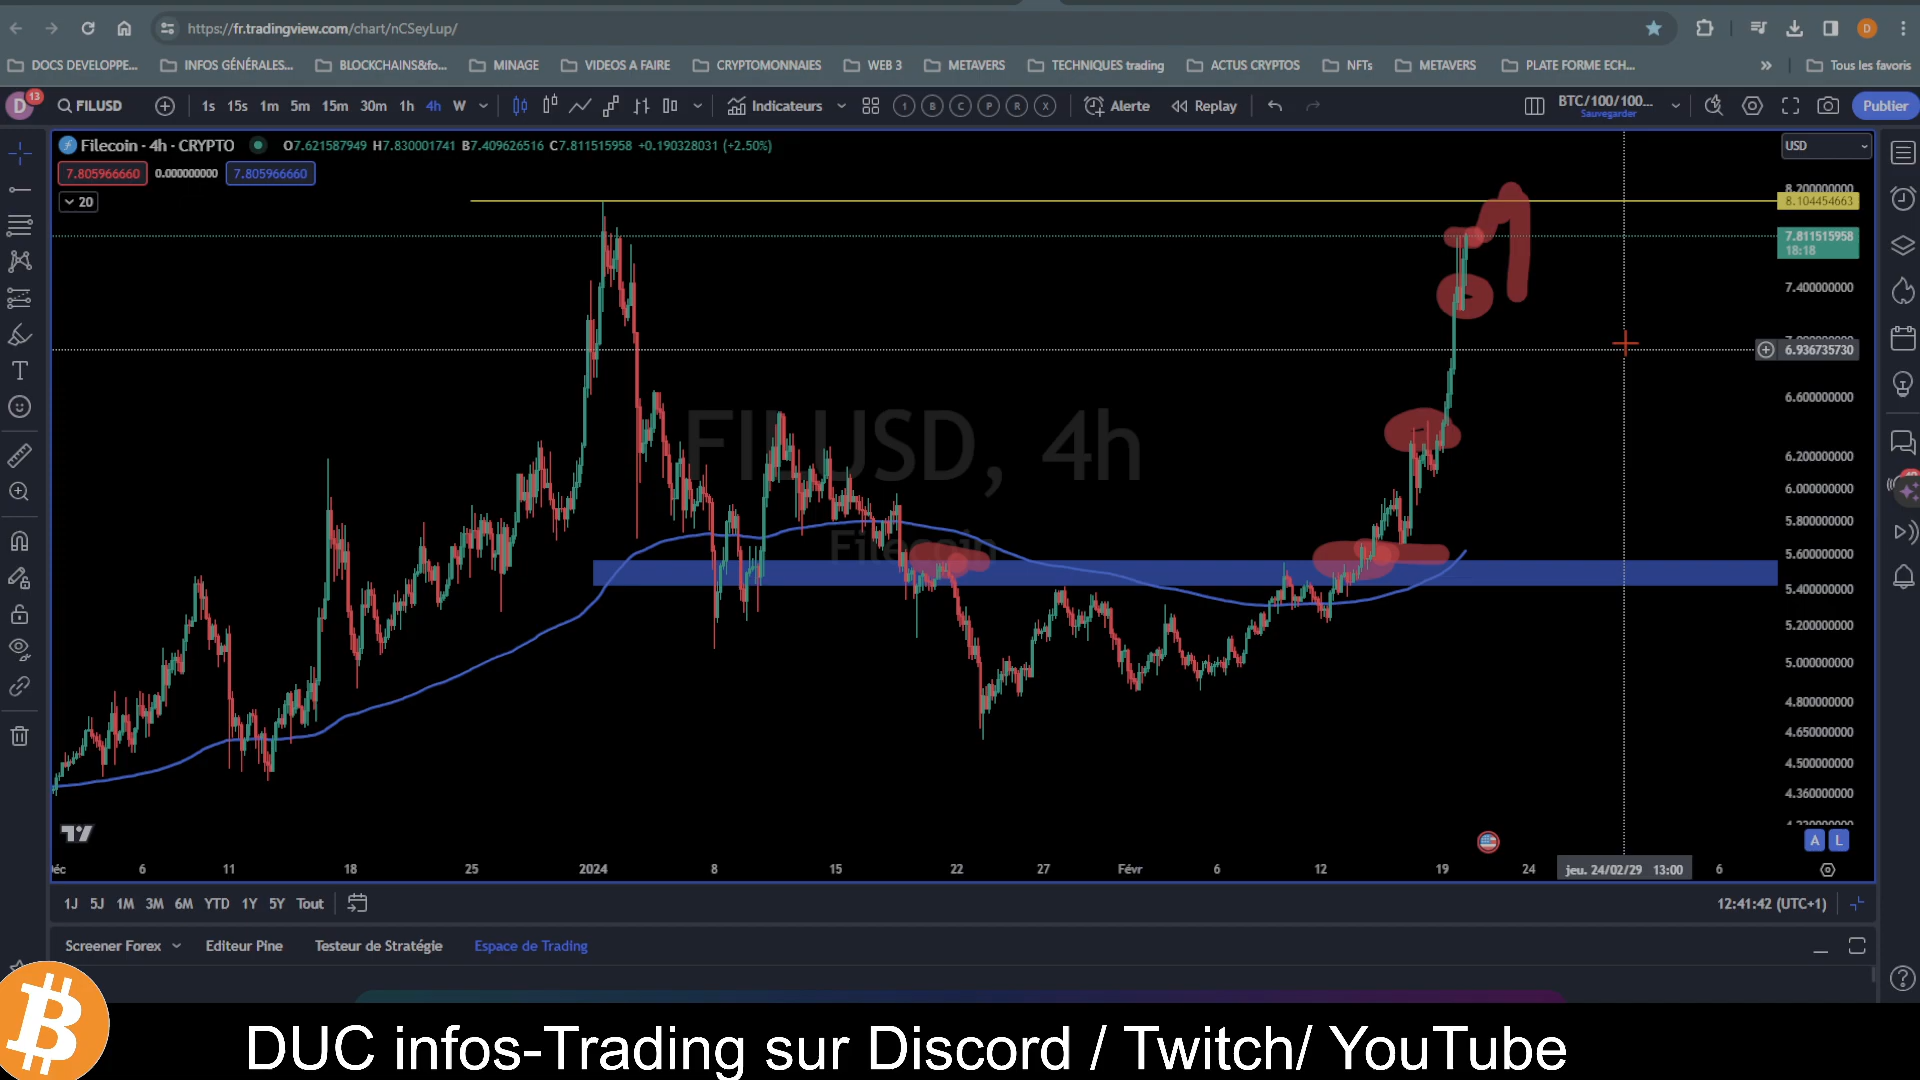 https://fr.tradingview.com/chart/nCSeyLup/
DOCS DEVELOPPE... INFOS GÉNÉRALES... BLOCKCHAINS&fo... MINAGE VIDEOS A FAIRE CRYPTOMONNAIES WEB 3 METAVERS TECHNIQUES trading ACTUS CRYPTOS NFTs METAVERS PLATE FORME ECH... » Tous les favoris
D 13 FILUSD 1s 15s 1m 5m 15m 30m 1h 4h W Indicateurs 1 B C P R X Alerte Replay BTC/100/100... Publier
Sauvegarder
Filecoin · 4h · CRYPTO O7.621587949 H7.830001741 B7.409626516 C7.811515958 +0.190328031 (+2.50%) USD
7.805966660 0.000000000 7.805966660
20
8.200000000
8.104454663
7.811515958
18:18
7.400000000
6.936735730
6.600000000
FILUSD, 4h
6.200000000
6.000000000
5.800000000
Filecoin
5.600000000
5.400000000
5.200000000
5.000000000
4.800000000
4.650000000
4.500000000
4.360000000
A L
6 11 18 25 2024 8 15 22 27 Févr 6 12 19 24 jeu. 24/02/29 13:00 6
1J 5J 1M 3M 6M YTD 1Y 5Y Tout 12:41:42 (UTC+1)
Screener Forex Editeur Pine Testeur de Stratégie Espace de Trading
DUC infos-Trading sur Discord / Twitch/ YouTube